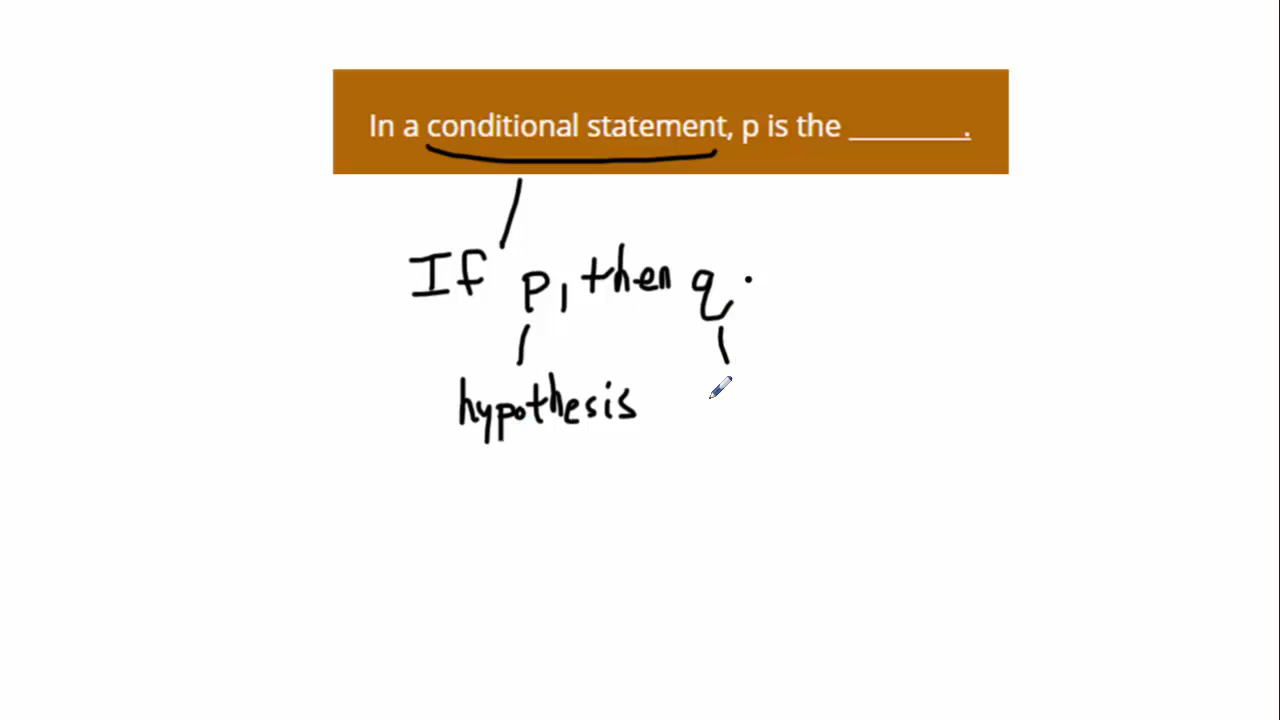 In a conditional statement, p is the ________.
If p, then q.
hypothesis